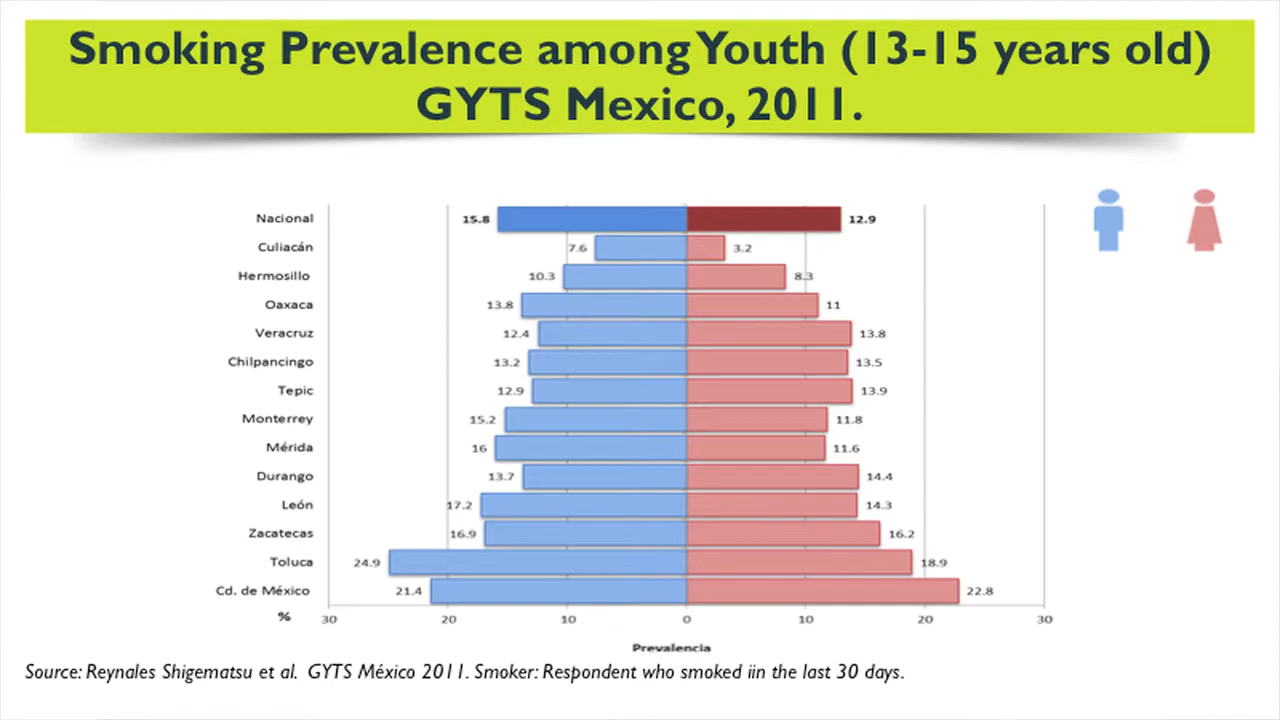 Smoking Prevalence among Youth (13-15 years old)
GYTS Mexico, 2011.
Nacional 15.8 12.9
Culiacán 7.6 3.2
Hermosillo 10.3 8.3
Oaxaca 13.8 11
Veracruz 12.4 13.8
Chilpancingo 13.2 13.5
Tepic 12.9 13.9
Monterrey 15.2 11.8
Mérida 16 11.6
Durango 13.7 14.4
León 17.2 14.3
Zacatecas 16.9 16.2
Toluca 24.9 18.9
Cd. de México 21.4 22.8
% 30 20 10 0 10 20 30
Prevalencia
Source: Reynales Shigematsu et al. GYTS México 2011. Smoker: Respondent who smoked iin the last 30 days.